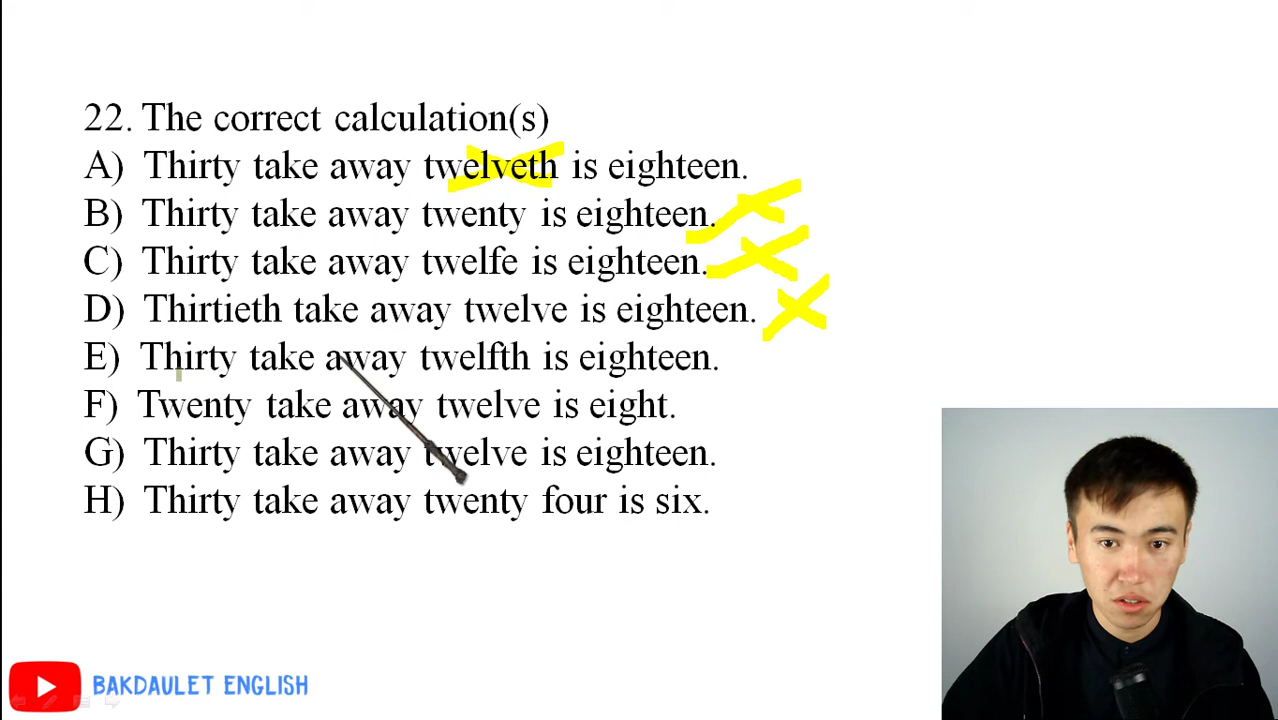 22. The correct calculation(s)
A) Thirty take away twelveth is eighteen.
B) Thirty take away twenty is eighteen.
C) Thirty take away twelfe is eighteen.
D) Thirtieth take away twelve is eighteen.
E) Thirty take away twelfth is eighteen.
F) Twenty take away twelve is eight.
G) Thirty take away twelve is eighteen.
H) Thirty take away twenty four is six.
BAKDAULET ENGLISH